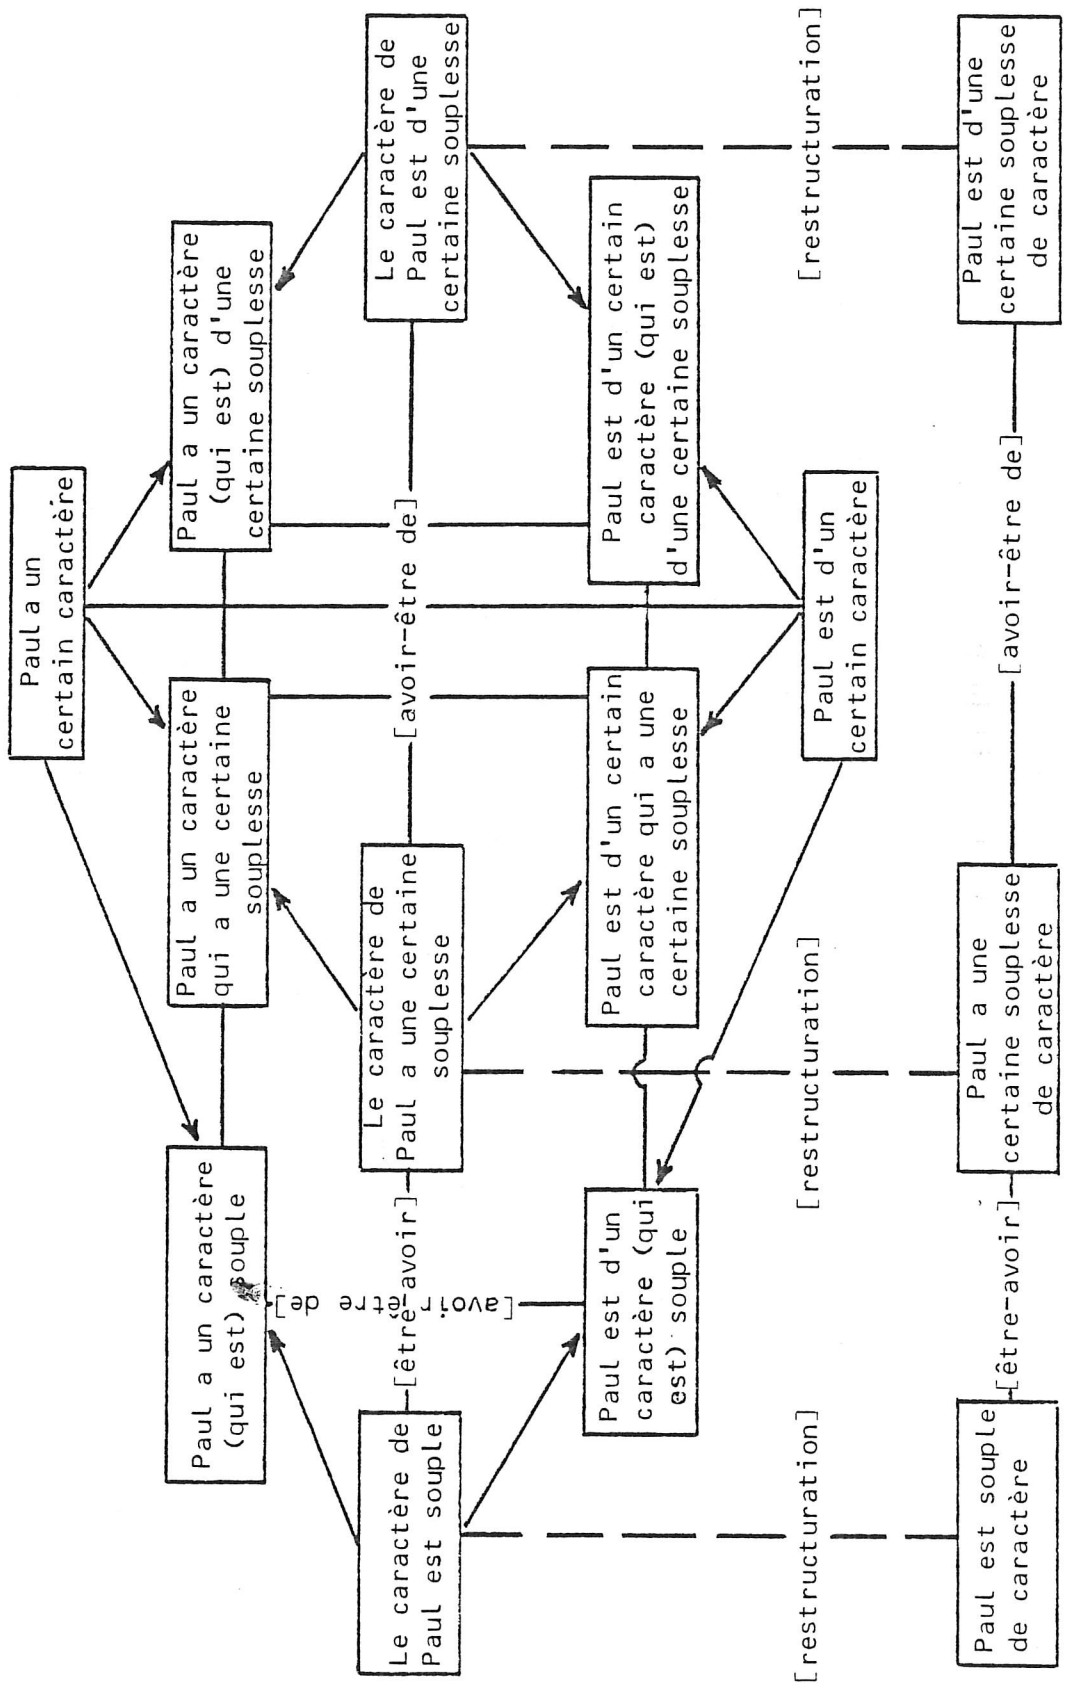 Paul a un
certain caractère
Paul a un caractère
(qui est) souple
Paul a un caractère
qui a une certaine
souplesse
Paul a un caractère
(qui est) d'une
certaine souplesse
Le caractère de
Paul est souple
[être-avoir]
Le caractère de
Paul a une certaine
souplesse
[avoir-être de]
Le caractère de
Paul est d'une
certaine souplesse
[avoir être de]
Paul est d'un
caractère (qui
est) souple
Paul est d'un certain
caractère qui a une
certaine souplesse
Paul est d'un certain
caractère (qui est)
d'une certaine souplesse
Paul est d'un
certain caractère
[restructuration]
[restructuration]
[restructuration]
Paul est souple
de caractère
[être-avoir]
Paul a une
certaine souplesse
de caractère
[avoir-être de]
Paul est d'une
certaine souplesse
de caractère